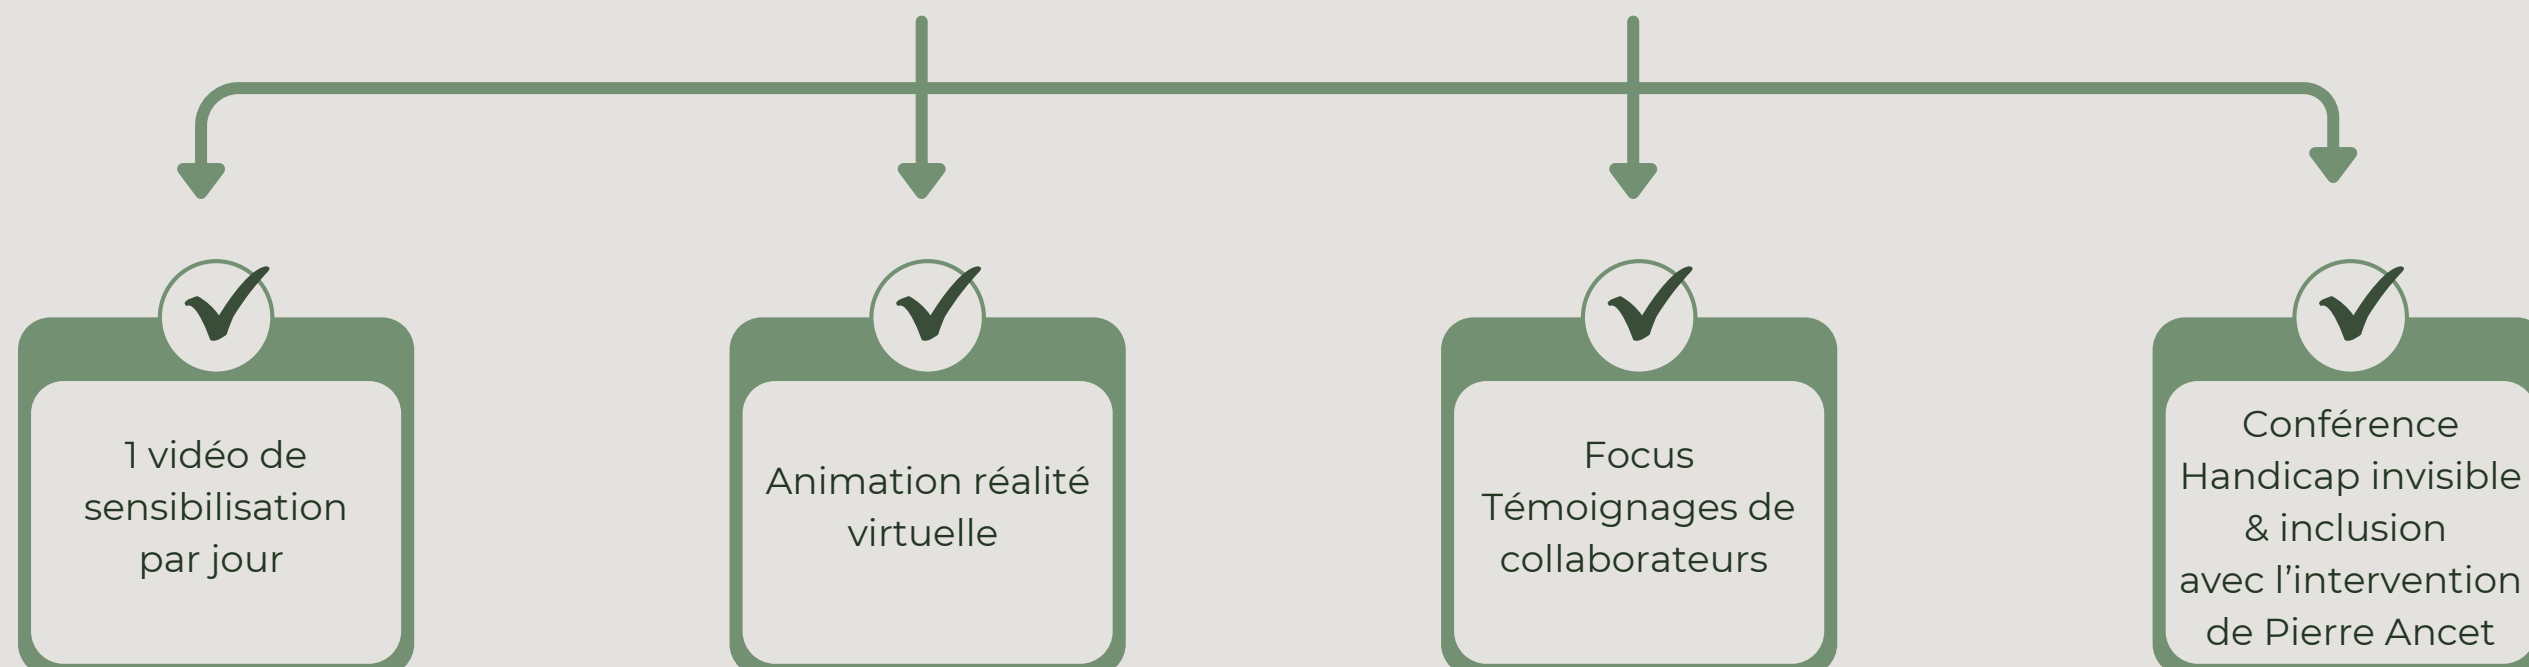 1 vidéo de
sensibilisation
par jour
Animation réalité
virtuelle
Focus
Témoignages de
collaborateurs
Conférence
Handicap invisible
& inclusion
avec l’intervention
de Pierre Ancet